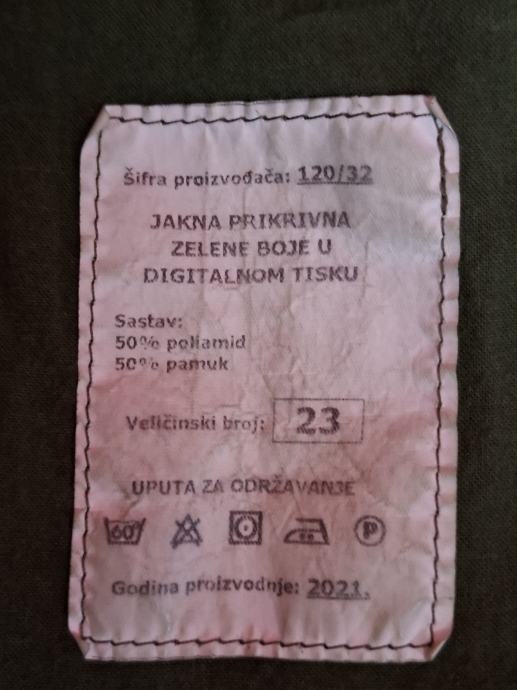 Šifra proizvođača: 120/32
JAKNA PRIKRIVNA
ZELENE BOJE U
DIGITALNOM TISKU
Sastav:
50% poliamid
50% pamuk
Veličinski broj: 23
UPUTA ZA ODRŽAVANJE
60 P
Godina proizvodnje: 2021.